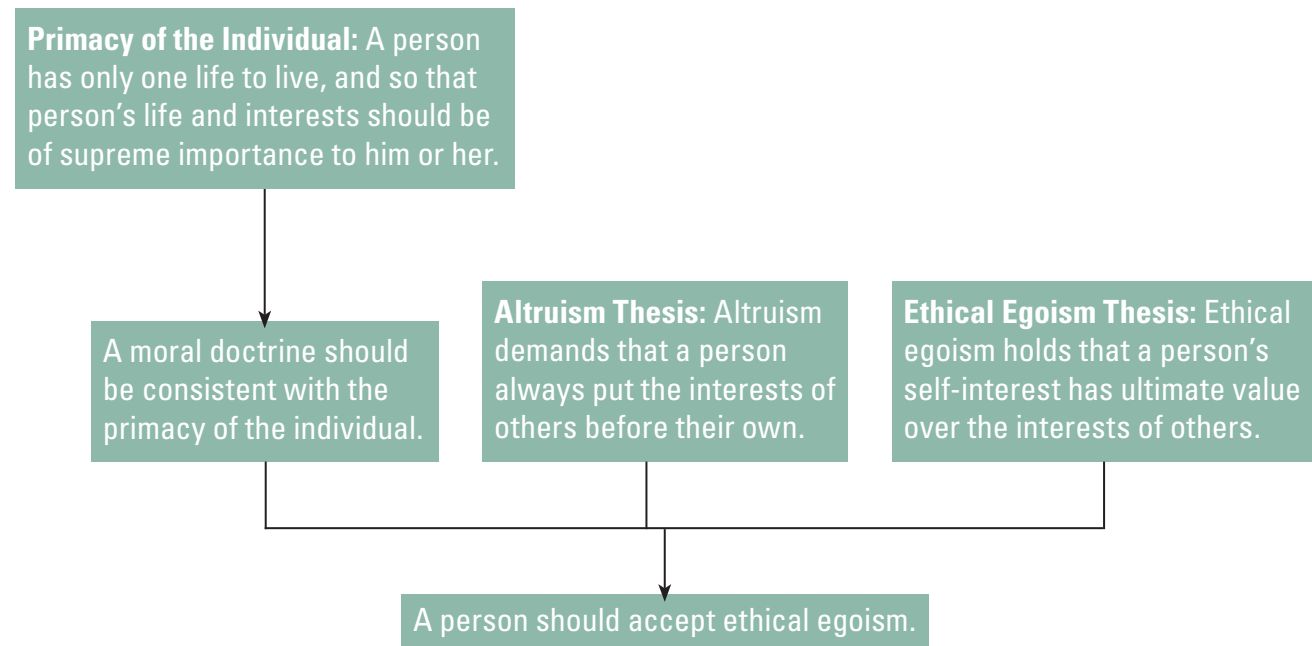 Primacy of the Individual: A person
has only one life to live, and so that
person’s life and interests should be
of supreme importance to him or her.
A moral doctrine should
be consistent with the
primacy of the individual.
Altruism Thesis: Altruism
demands that a person
always put the interests of
others before their own.
Ethical Egoism Thesis: Ethical
egoism holds that a person’s
self-interest has ultimate value
over the interests of others.
A person should accept ethical egoism.